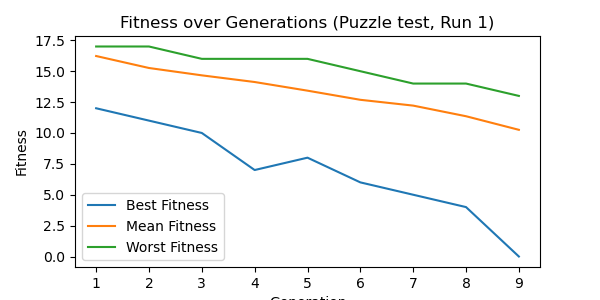 Fitness over Generations (Puzzle test, Run 1)
Fitness
17.5
15.0
12.5
10.0
7.5
5.0
2.5
0.0
Best Fitness
Mean Fitness
Worst Fitness
1 2 3 4 5 6 7 8 9
Generation